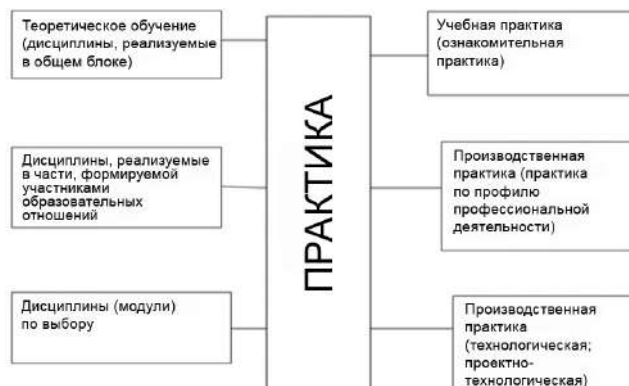 Теоретическое обучение
(дисциплины, реализуемые
в общем блоке)
Дисциплины, реализуемые
в части, формируемой
участниками
образовательных
отношений
Дисциплины (модули)
по выбору
ПРАКТИКА
Учебная практика
(ознакомительная
практика)
Производственная
практика (практика
по профилю
профессиональной
деятельности)
Производственная
практика
(технологическая;
проектно-
технологическая)